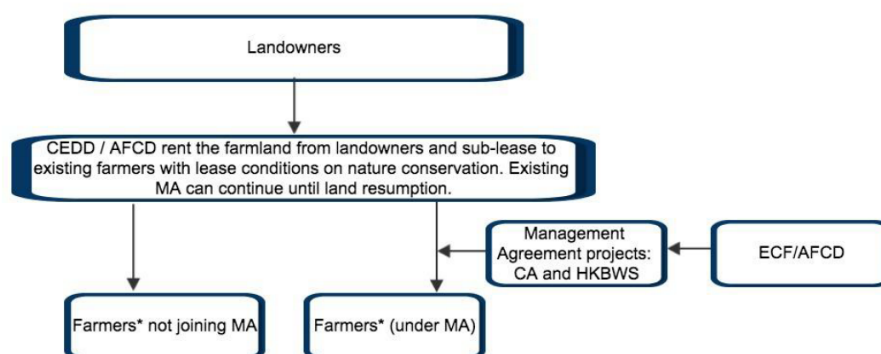 Landowners
CEDD / AFCD rent the farmland from landowners and sub-lease to
existing farmers with lease conditions on nature conservation. Existing
MA can continue until land resumption.
Management
Agreement projects:
CA and HKBWS
ECF/AFCD
Farmers* not joining MA
Farmers* (under MA)